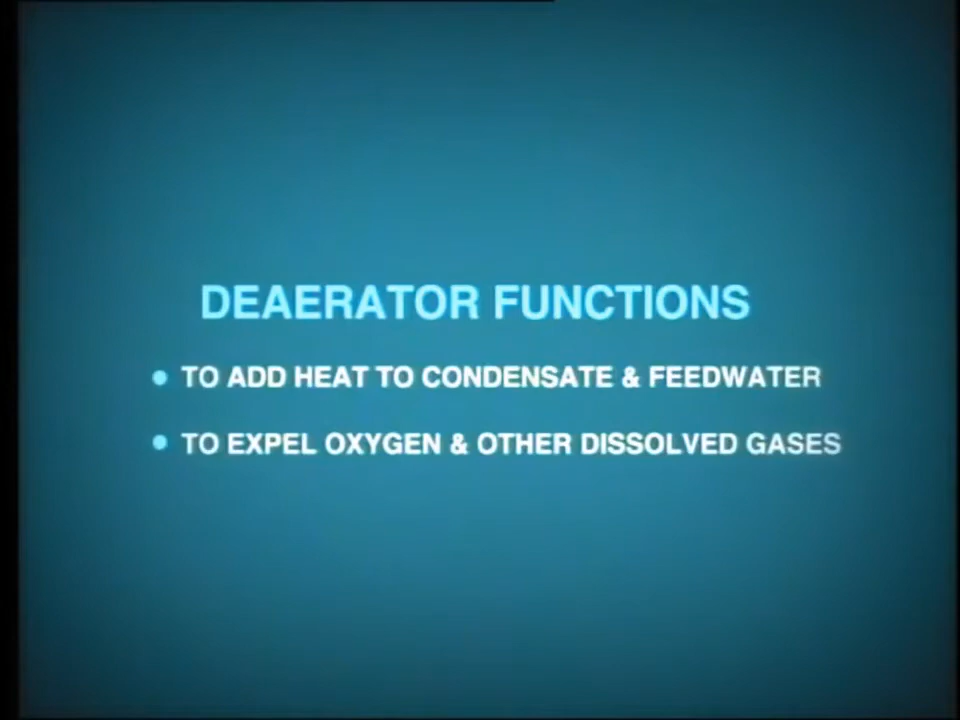 DEAERATOR FUNCTIONS
• TO ADD HEAT TO CONDENSATE & FEEDWATER
• TO EXPEL OXYGEN & OTHER DISSOLVED GASES